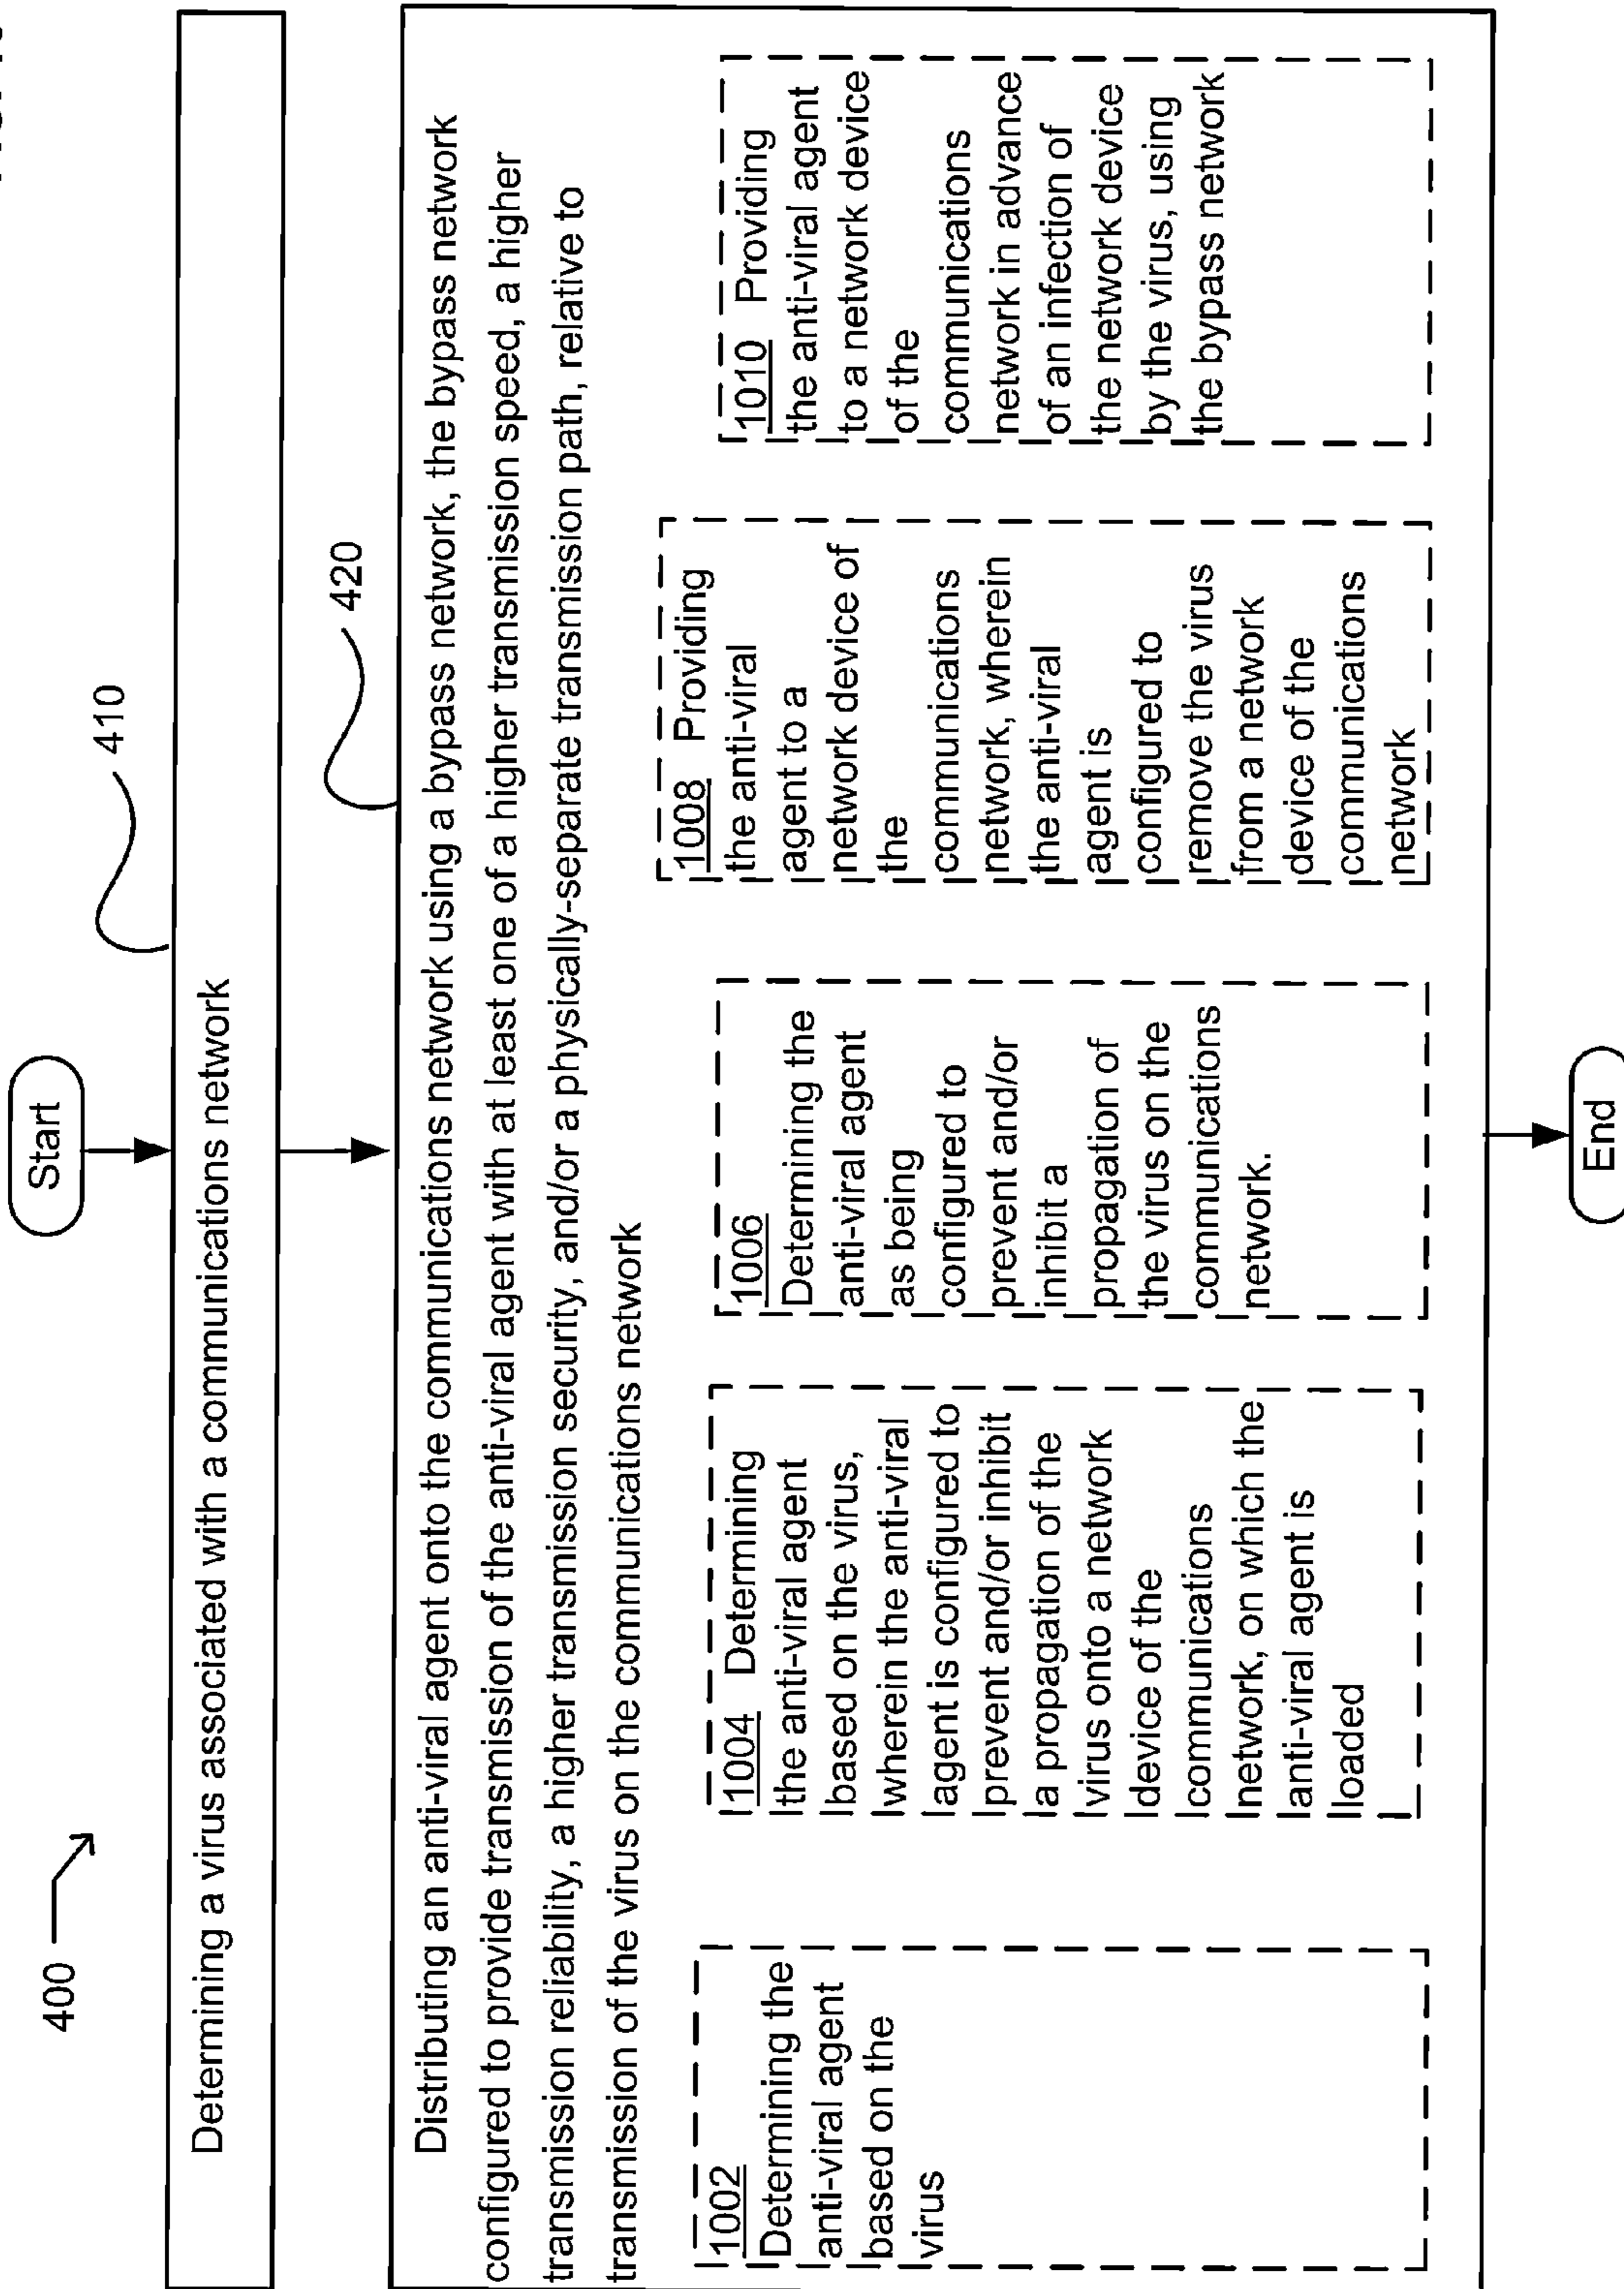 400
Start
410
Determining a virus associated with a communications network
420
Distributing an anti-viral agent onto the communications network using a bypass network, the bypass network
configured to provide transmission of the anti-viral agent with at least one of a higher transmission speed, a higher
transmission reliability, a higher transmission security, and/or a physically-separate transmission path, relative to
transmission of the virus on the communications network
1002
Determining the
anti-viral agent
based on the
virus
1004 Determining
the anti-viral agent
based on the virus,
wherein the anti-viral
agent is configured to
prevent and/or inhibit
a propagation of the
virus onto a network
device of the
communications
network, on which the
anti-viral agent is
loaded
1006
Determining the
anti-viral agent
as being
configured to
prevent and/or
inhibit a
propagation of
the virus on the
communications
network.
1008 Providing
the anti-viral
agent to a
network device of
the
communications
network, wherein
the anti-viral
agent is
configured to
remove the virus
from a network
device of the
communications
network
1010 Providing
the anti-viral agent
to a network device
of the
communications
network in advance
of an infection of
the network device
by the virus, using
the bypass network
End